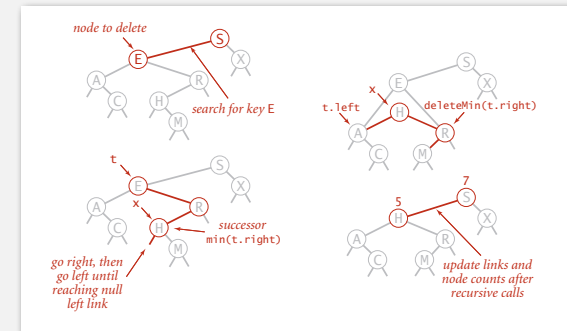 node to delete
E
S
X
A
R
C
H
M
search for key E
t
E
S
X
A
x
R
C
H
successor
min(t.right)
M
go right, then
go left until
reaching null
left link
S
E
X
x
t.left
H
deleteMin(t.right)
A
R
C
M
7
5
S
H
X
A
R
C
M
update links and
node counts after
recursive calls